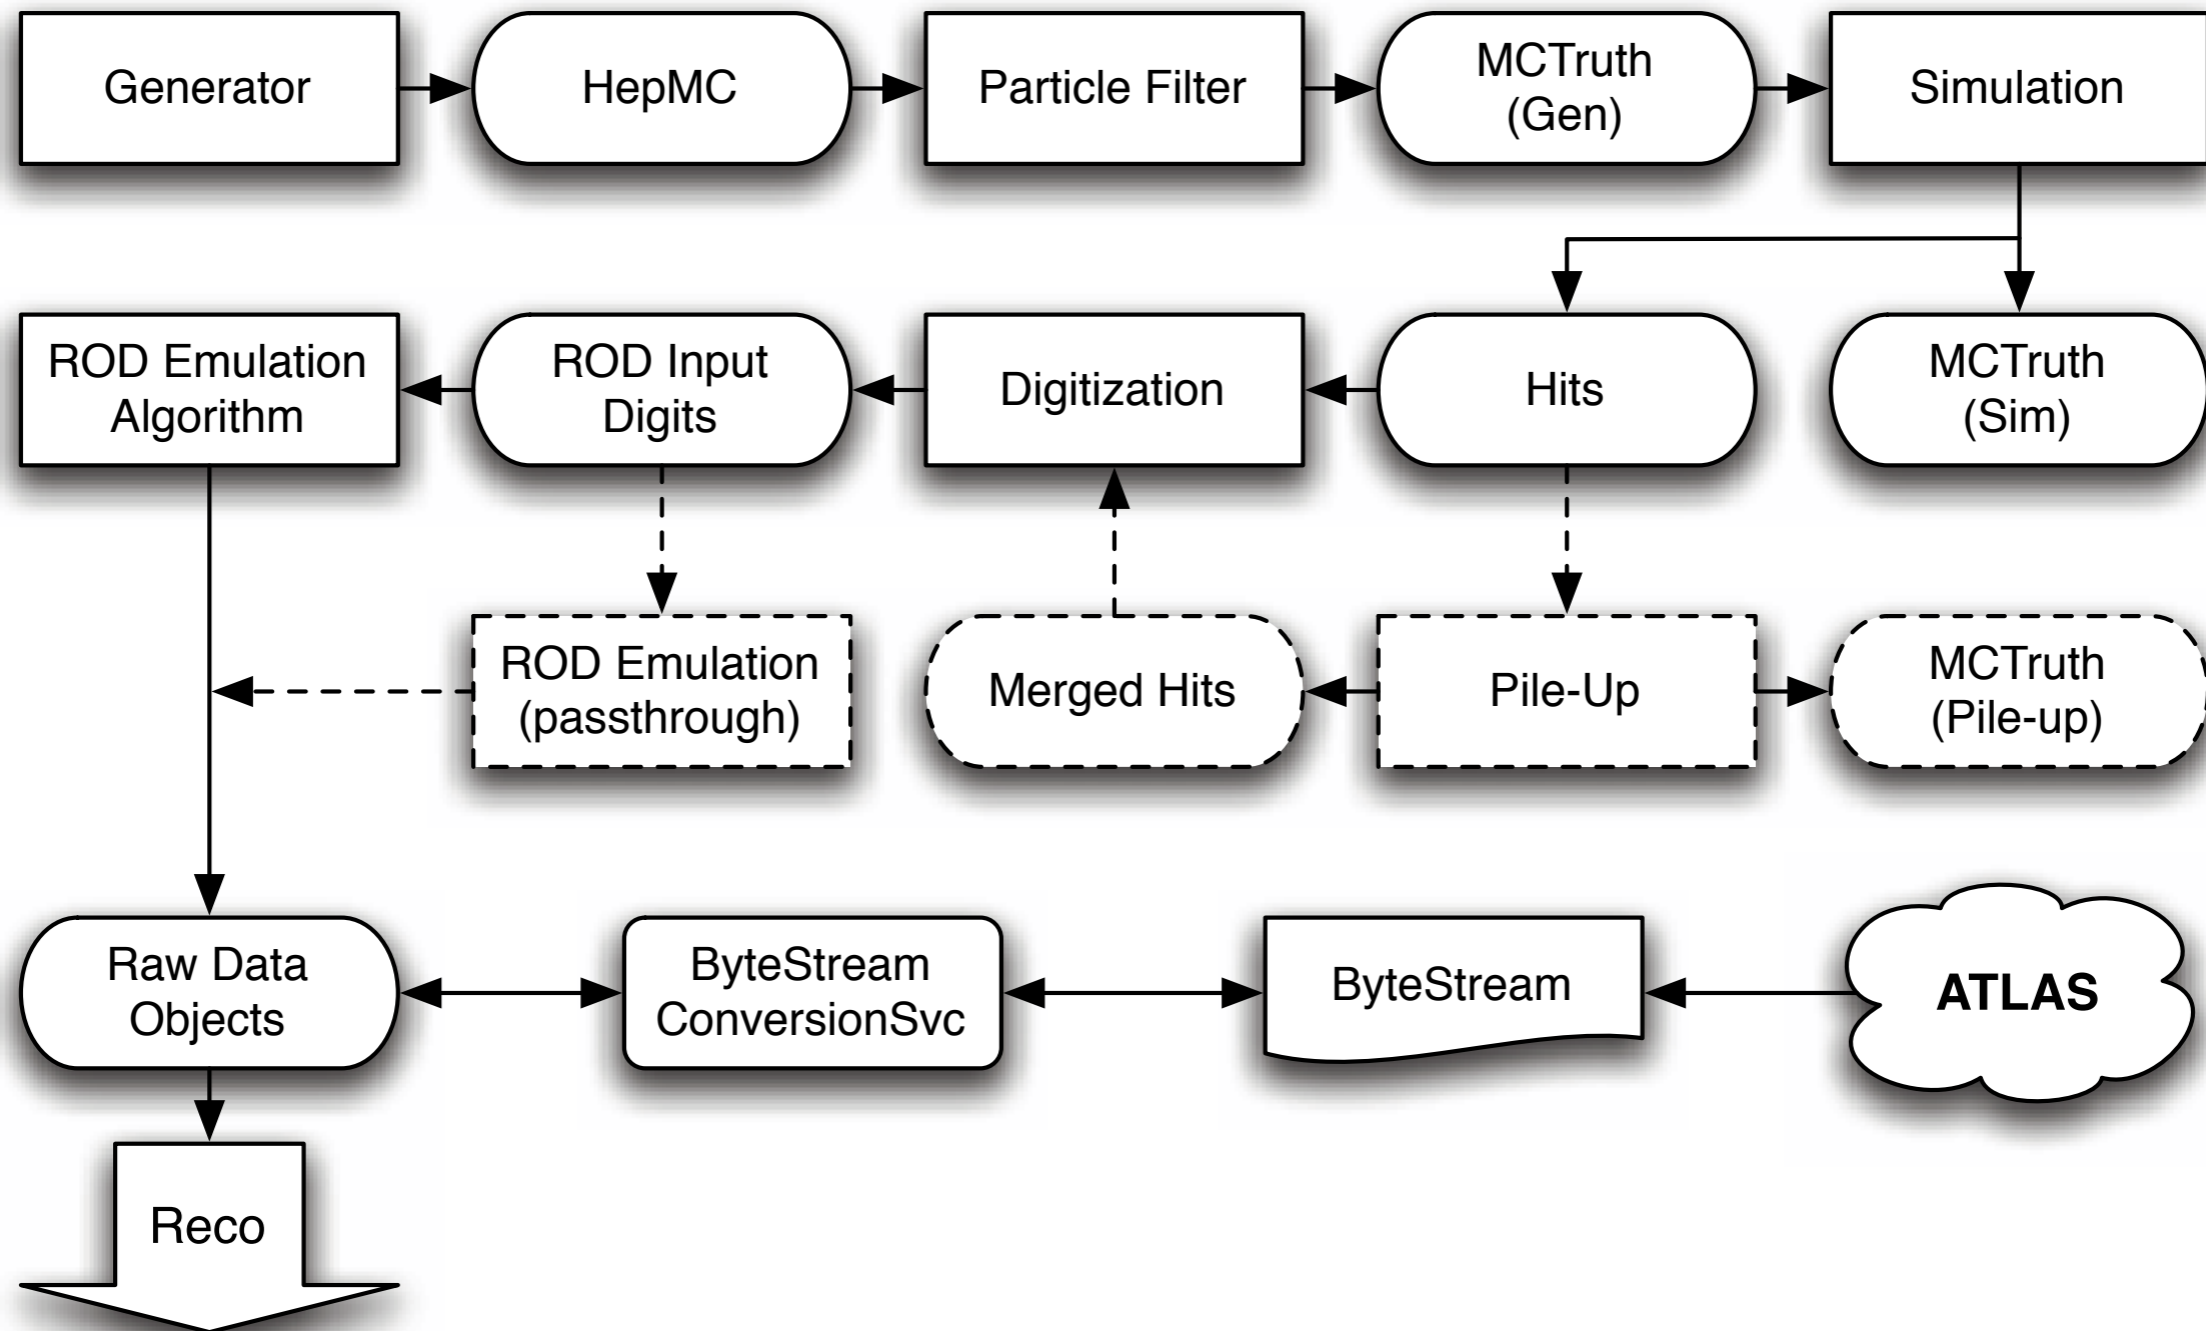 Generator
HepMC
Particle Filter
MCTruth
(Gen)
Simulation
ROD Emulation
Algorithm
ROD Input
Digits
Digitization
Hits
MCTruth
(Sim)
ROD Emulation
(passthrough)
Merged Hits
Pile-Up
MCTruth
(Pile-up)
Raw Data
Objects
ByteStream
ConversionSvc
ByteStream
ATLAS
Reco